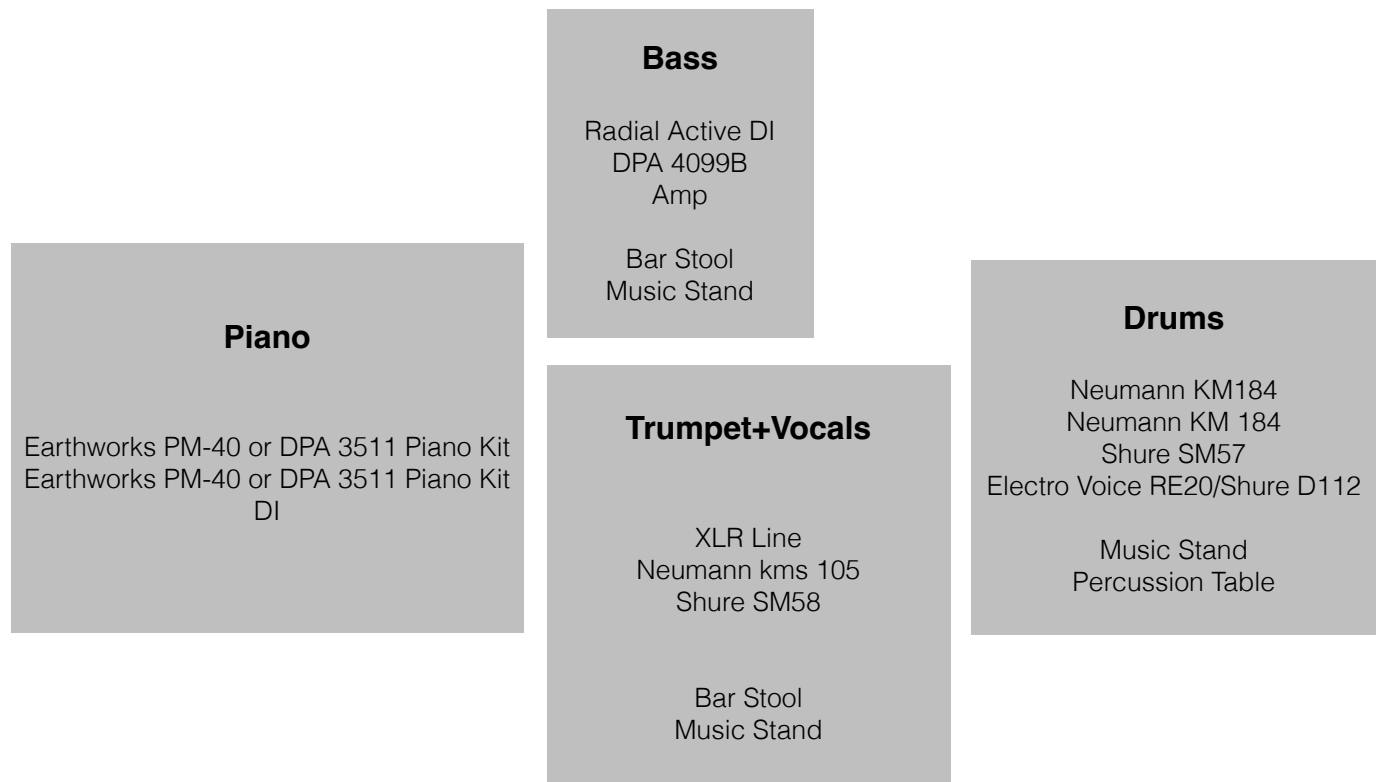 Bass
Radial Active DI
DPA 4099B
Amp
Bar Stool
Music Stand
Piano
Earthworks PM-40 or DPA 3511 Piano Kit
Earthworks PM-40 or DPA 3511 Piano Kit
DI
Trumpet+Vocals
XLR Line
Neumann kms 105
Shure SM58
Bar Stool
Music Stand
Drums
Neumann KM184
Neumann KM 184
Shure SM57
Electro Voice RE20/Shure D112
Music Stand
Percussion Table